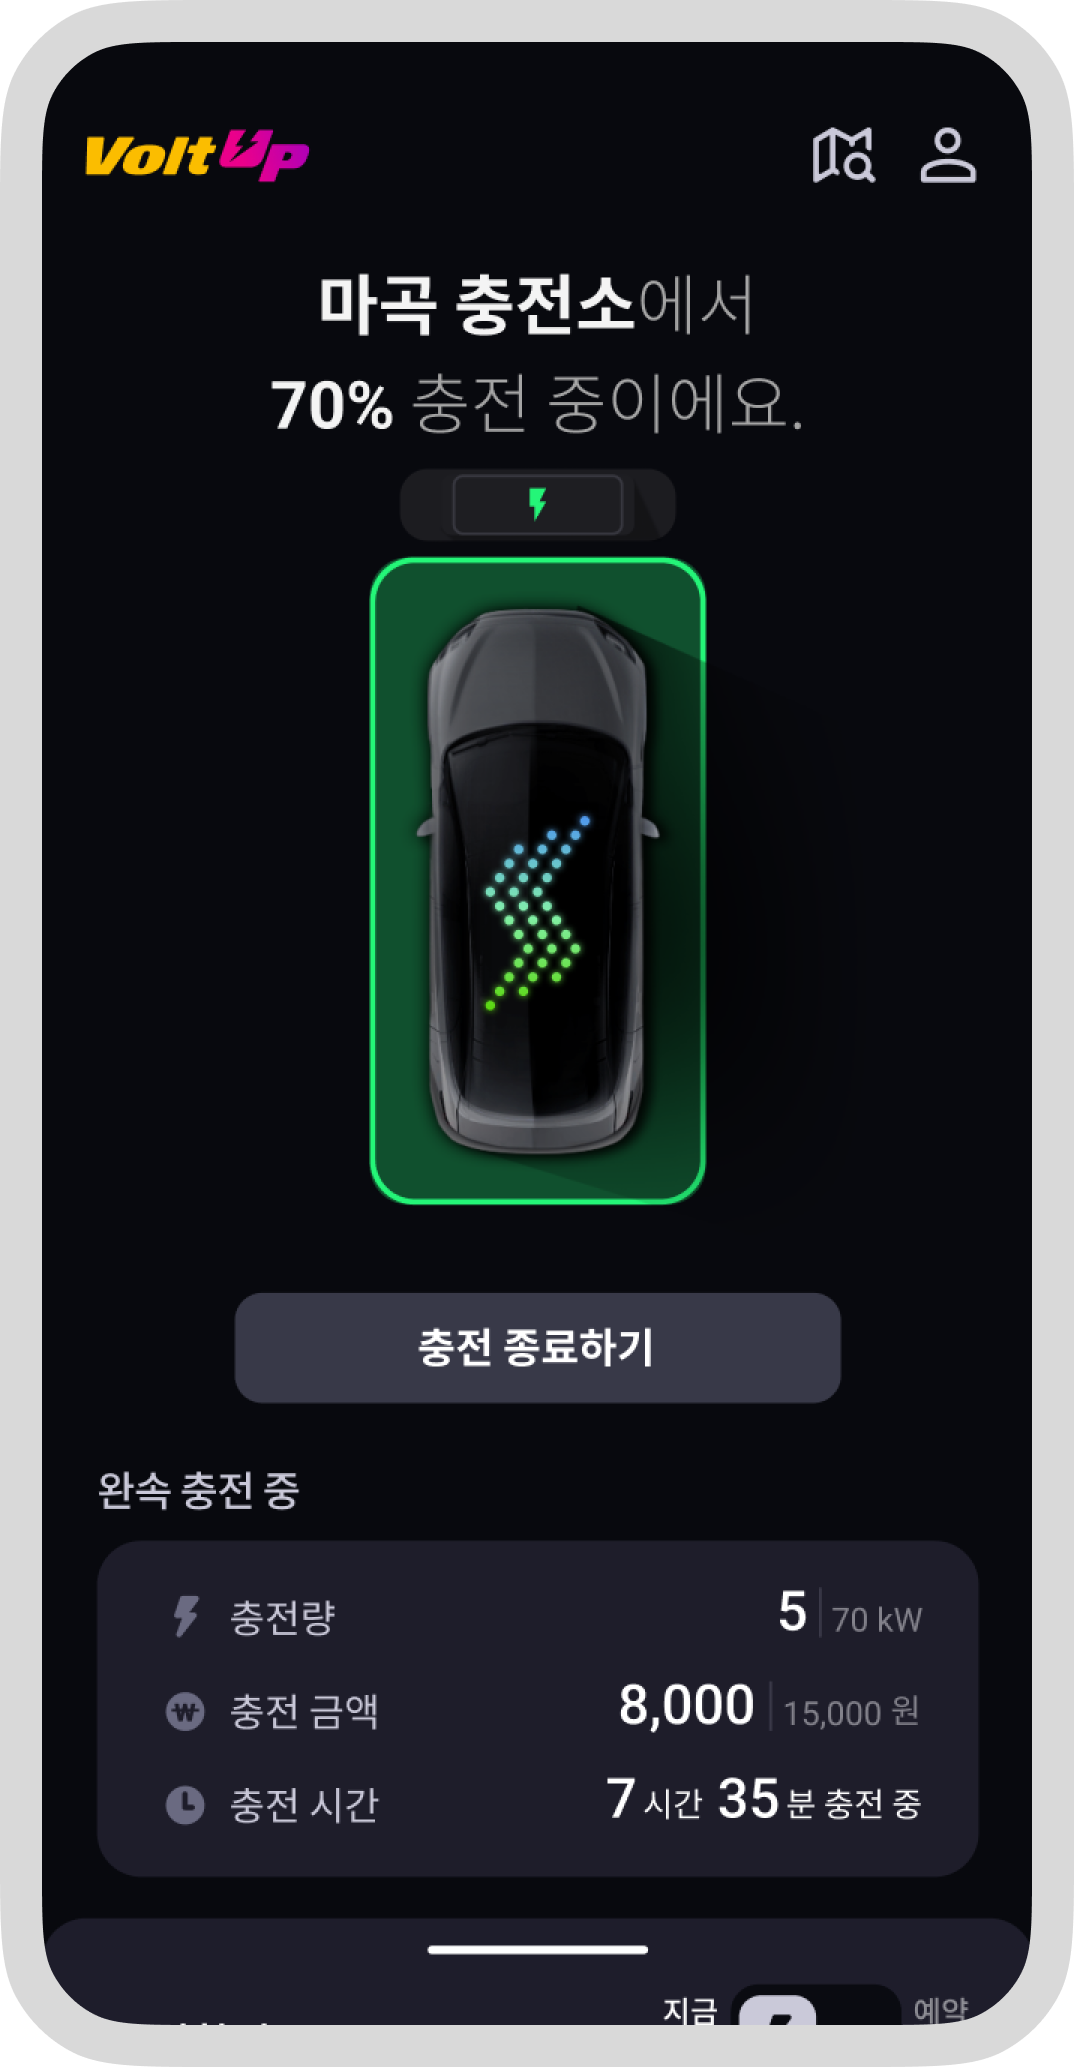 VoltUp
마곡 충전소에서
70% 충전 중이에요.
충전 종료하기
완속 충전 중
충전량 5 70 kW
충전 금액 8,000 15,000 원
충전 시간 7 시간 35 분 충전 중
지금 예약